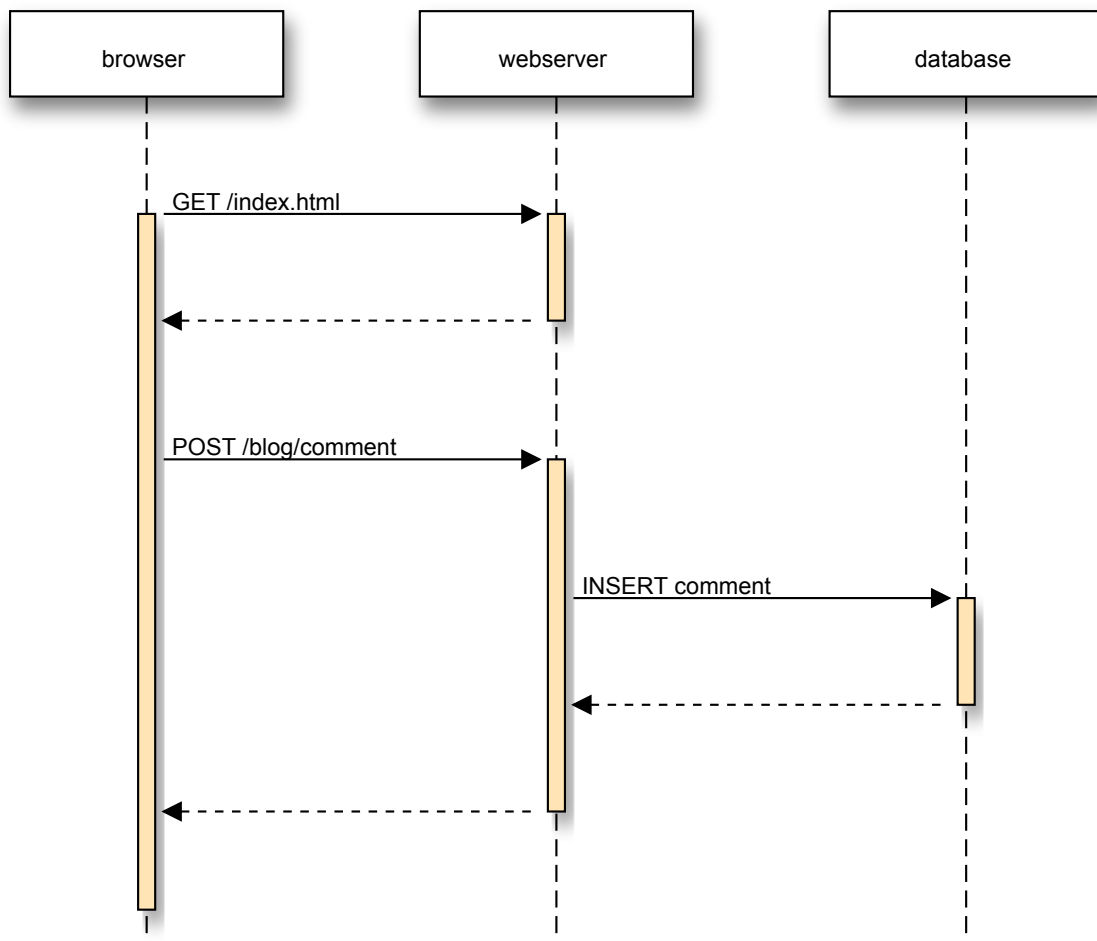 browser
webserver
database
GET /index.html
POST /blog/comment
INSERT comment